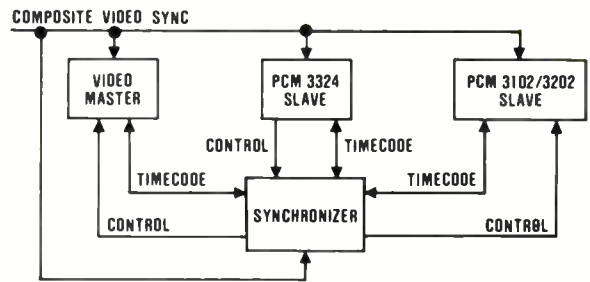 COMPOSITE VIDEO SYNC
VIDEO
MASTER
PCM 3324
SLAVE
PCM 3102/3202
SLAVE
CONTROL
TIMECODE
TIMECODE
TIMECODE
SYNCHRONIZER
CONTROL
CONTROL